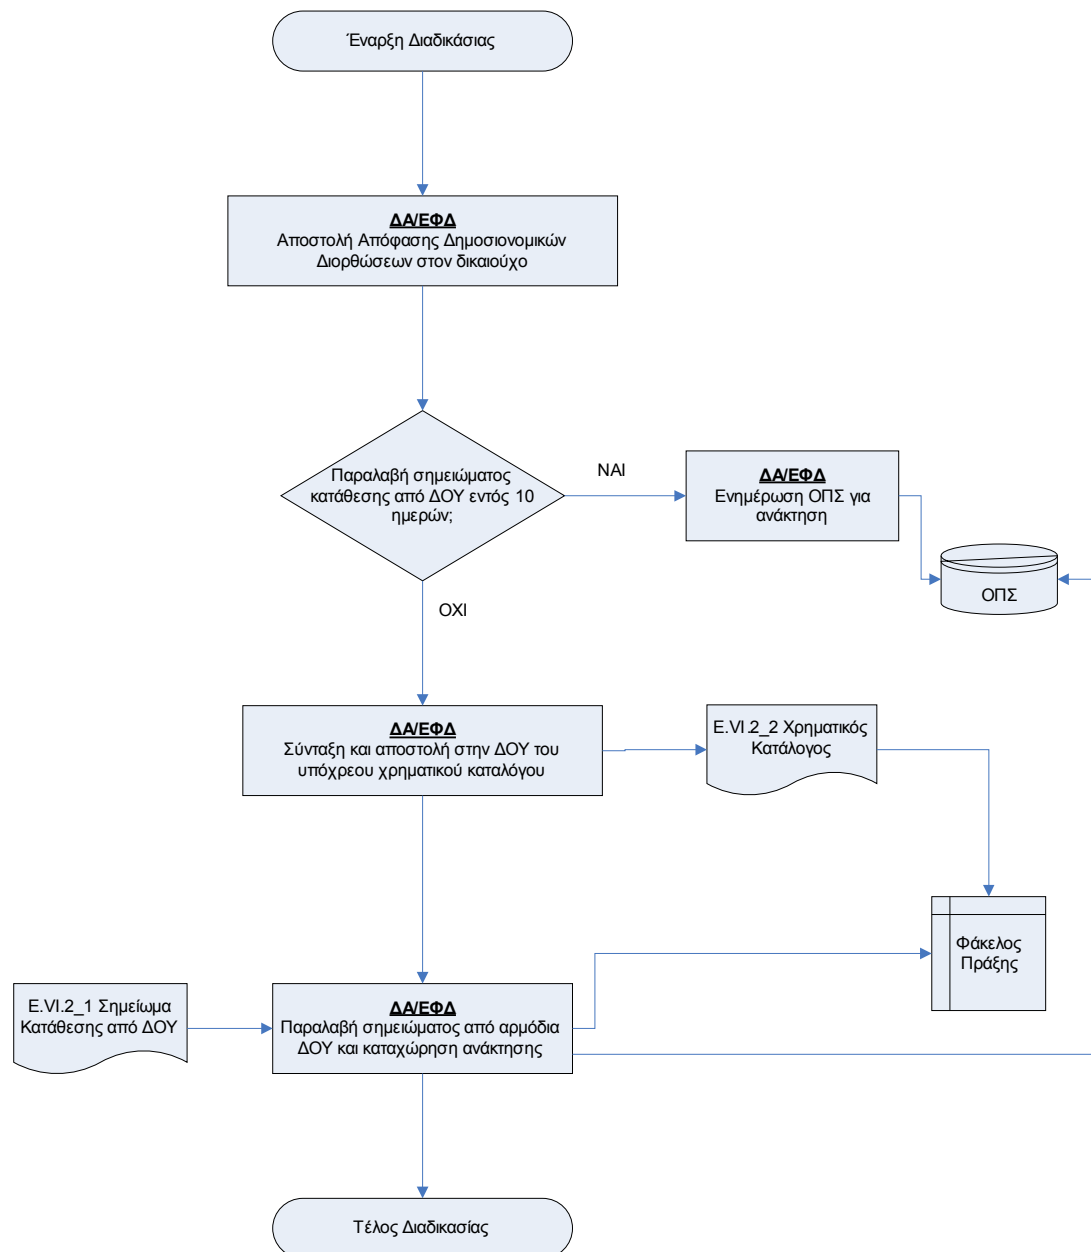 Έναρξη Διαδικάσιας
ΔΑ/ΕΦΔ
Αποστολή Απόφασης Δημοσιονομικών
Διορθώσεων στον δικαιούχο
Παραλαβή σημειώματος
κατάθεσης από ΔΟΥ εντός 10
ημερών;
ΝΑΙ
ΔΑ/ΕΦΔ
Ενημέρωση ΟΠΣ για
ανάκτηση
ΟΠΣ
ΟΧΙ
ΔΑ/ΕΦΔ
Σύνταξη και αποστολή στην ΔΟΥ του
υπόχρεου χρηματικού καταλόγου
Ε.VI.2_2 Χρηματικός
Κατάλογος
Φάκελος
Πράξης
Ε.VI.2_1 Σημείωμα
Κατάθεσης από ΔΟΥ
ΔΑ/ΕΦΔ
Παραλαβή σημειώματος από αρμόδια
ΔΟΥ και καταχώρηση ανάκτησης
Τέλος Διαδικασίας